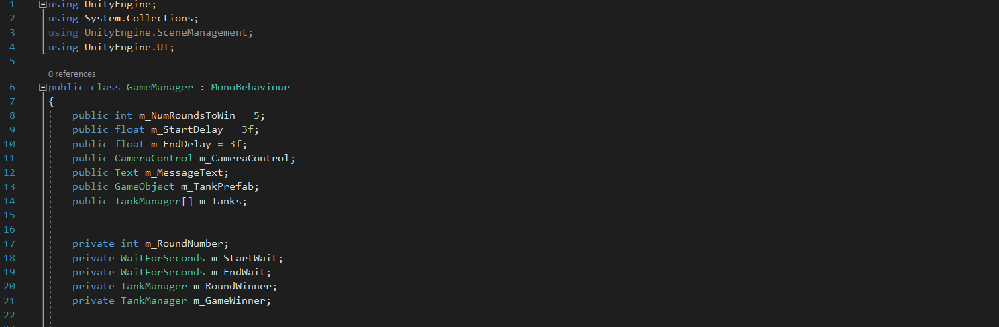 1 using UnityEngine;
2 using System.Collections;
3 using UnityEngine.SceneManagement;
4 using UnityEngine.UI;
5
0 references
6 public class GameManager : MonoBehaviour
7 {
8 public int m_NumRoundsToWin = 5;
9 public float m_StartDelay = 3f;
10 public float m_EndDelay = 3f;
11 public CameraControl m_CameraControl;
12 public Text m_MessageText;
13 public GameObject m_TankPrefab;
14 public TankManager[] m_Tanks;
15
16
17 private int m_RoundNumber;
18 private WaitForSeconds m_StartWait;
19 private WaitForSeconds m_EndWait;
20 private TankManager m_RoundWinner;
21 private TankManager m_GameWinner;
22